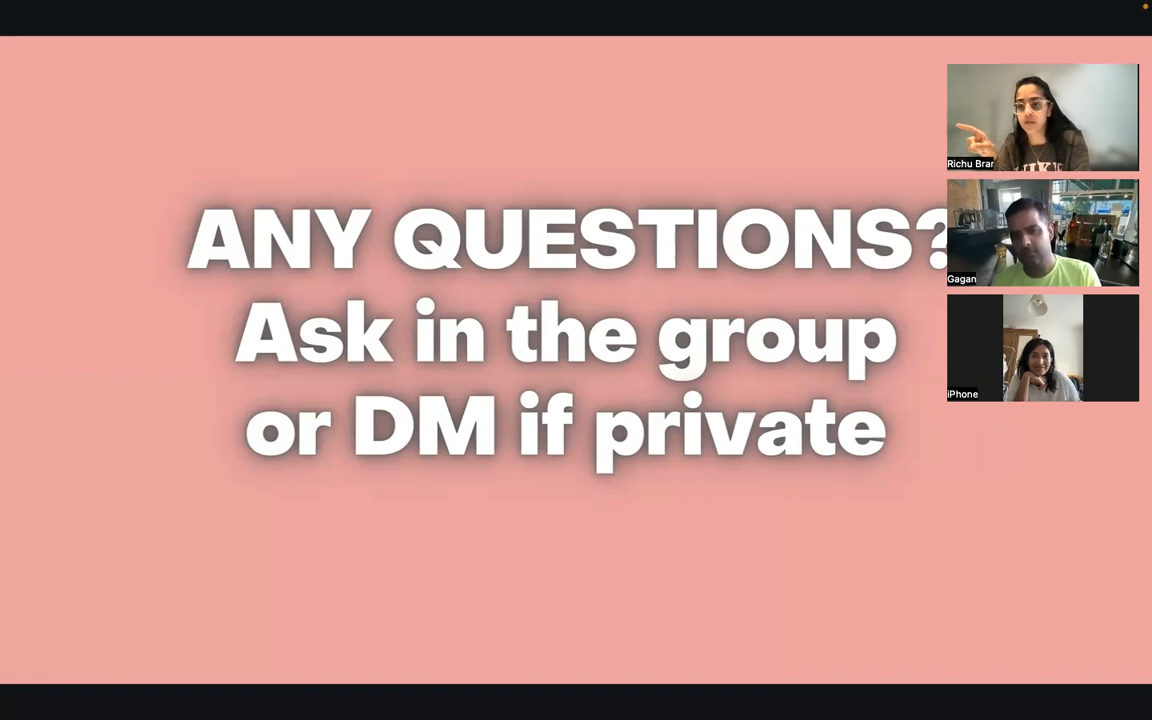 ANY QUESTIONS?
Ask in the group
or DM if private
Richu Brar
Gagan
iPhone